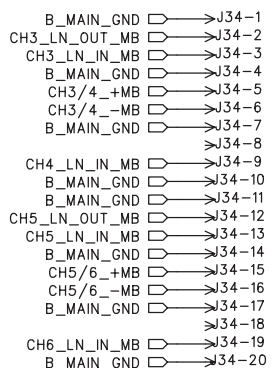 B_MAIN_GND J34-1
CH3_LN_OUT_MB J34-2
CH3_LN_IN_MB J34-3
B_MAIN_GND J34-4
CH3/4_+MB J34-5
CH3/4_-MB J34-6
B_MAIN_GND J34-7
J34-8
CH4_LN_IN_MB J34-9
B_MAIN_GND J34-10
B_MAIN_GND J34-11
CH5_LN_OUT_MB J34-12
CH5_LN_IN_MB J34-13
B_MAIN_GND J34-14
CH5/6_+MB J34-15
CH5/6_-MB J34-16
B_MAIN_GND J34-17
J34-18
CH6_LN_IN_MB J34-19
B_MAIN_GND J34-20